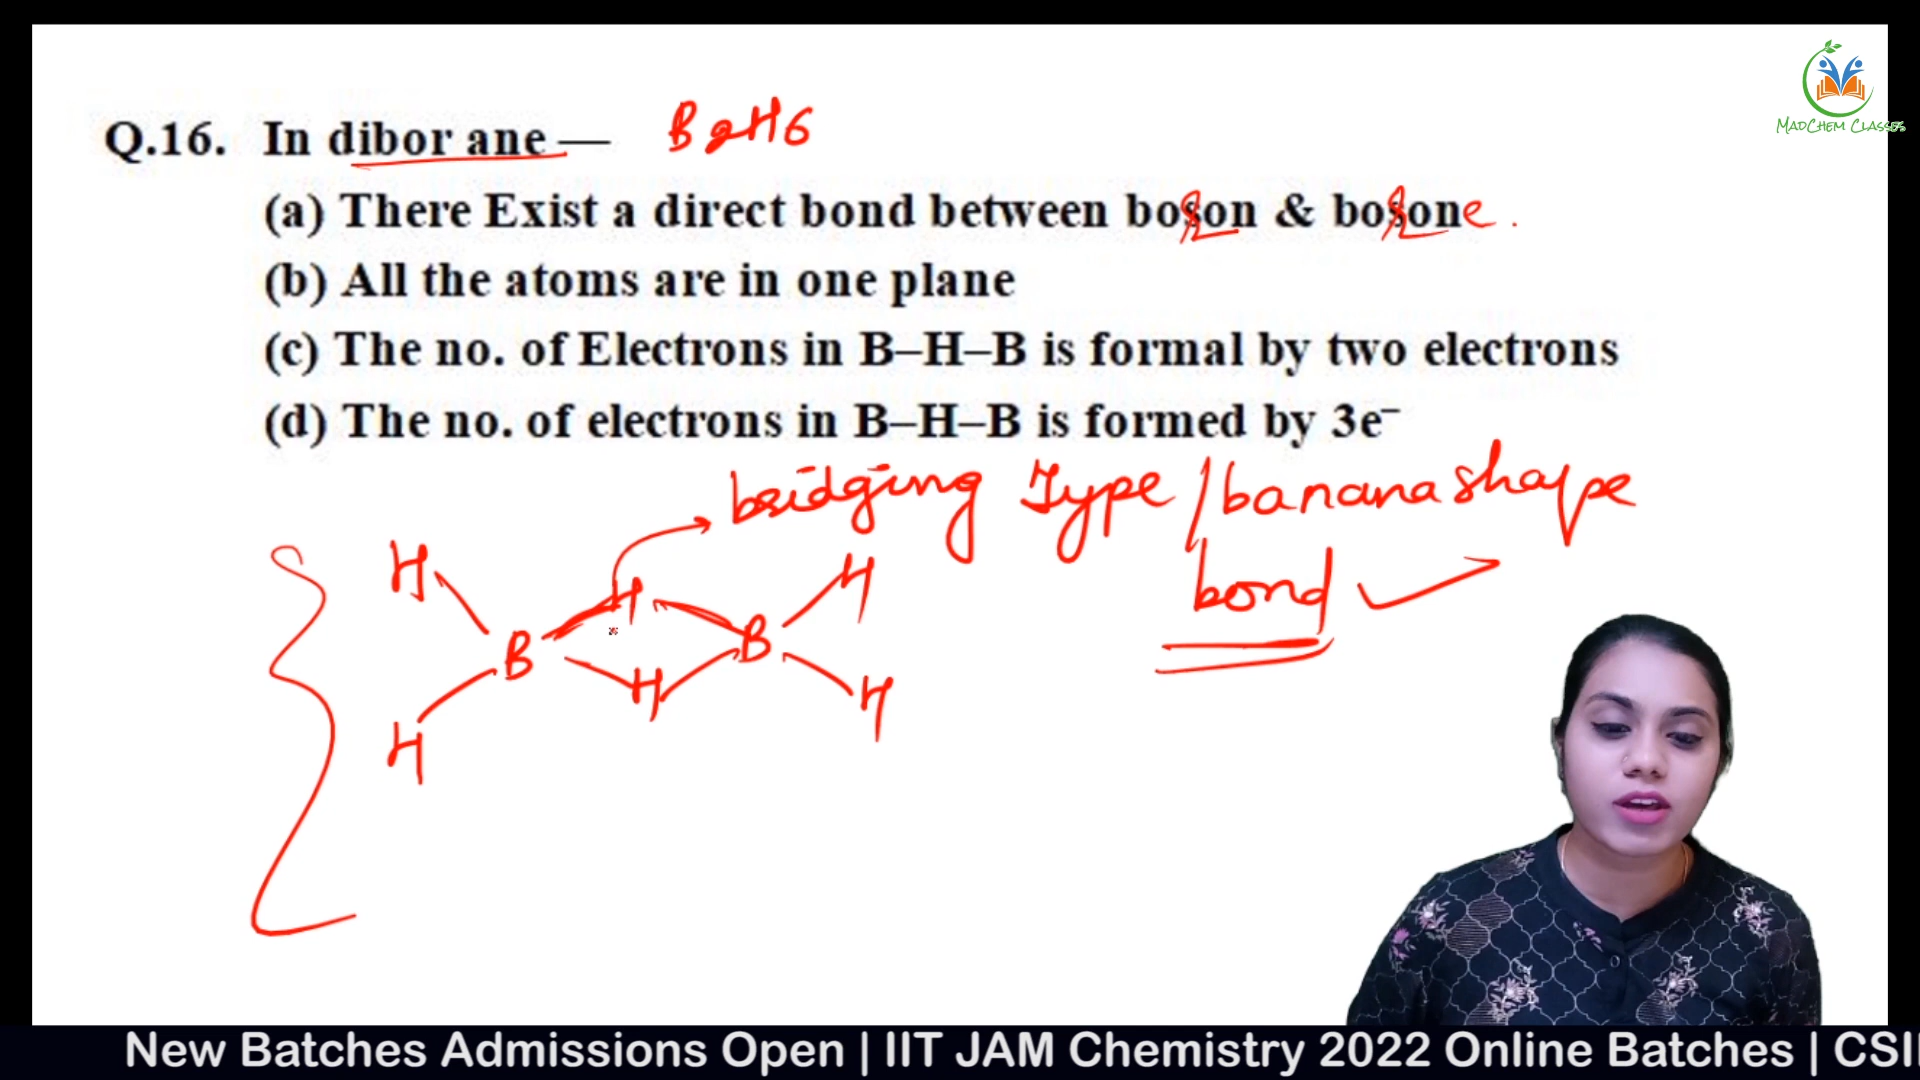 MADCHEM CLASSES
Q.16. In dibor ane — B2H6
(a) There Exist a direct bond between boron & borone.
(b) All the atoms are in one plane
(c) The no. of Electrons in B–H–B is formal by two electrons
(d) The no. of electrons in B–H–B is formed by 3e⁻
bridging Type / banana shape
bond
H H H
B B
H H H
New Batches Admissions Open | IIT JAM Chemistry 2022 Online Batches | CSI